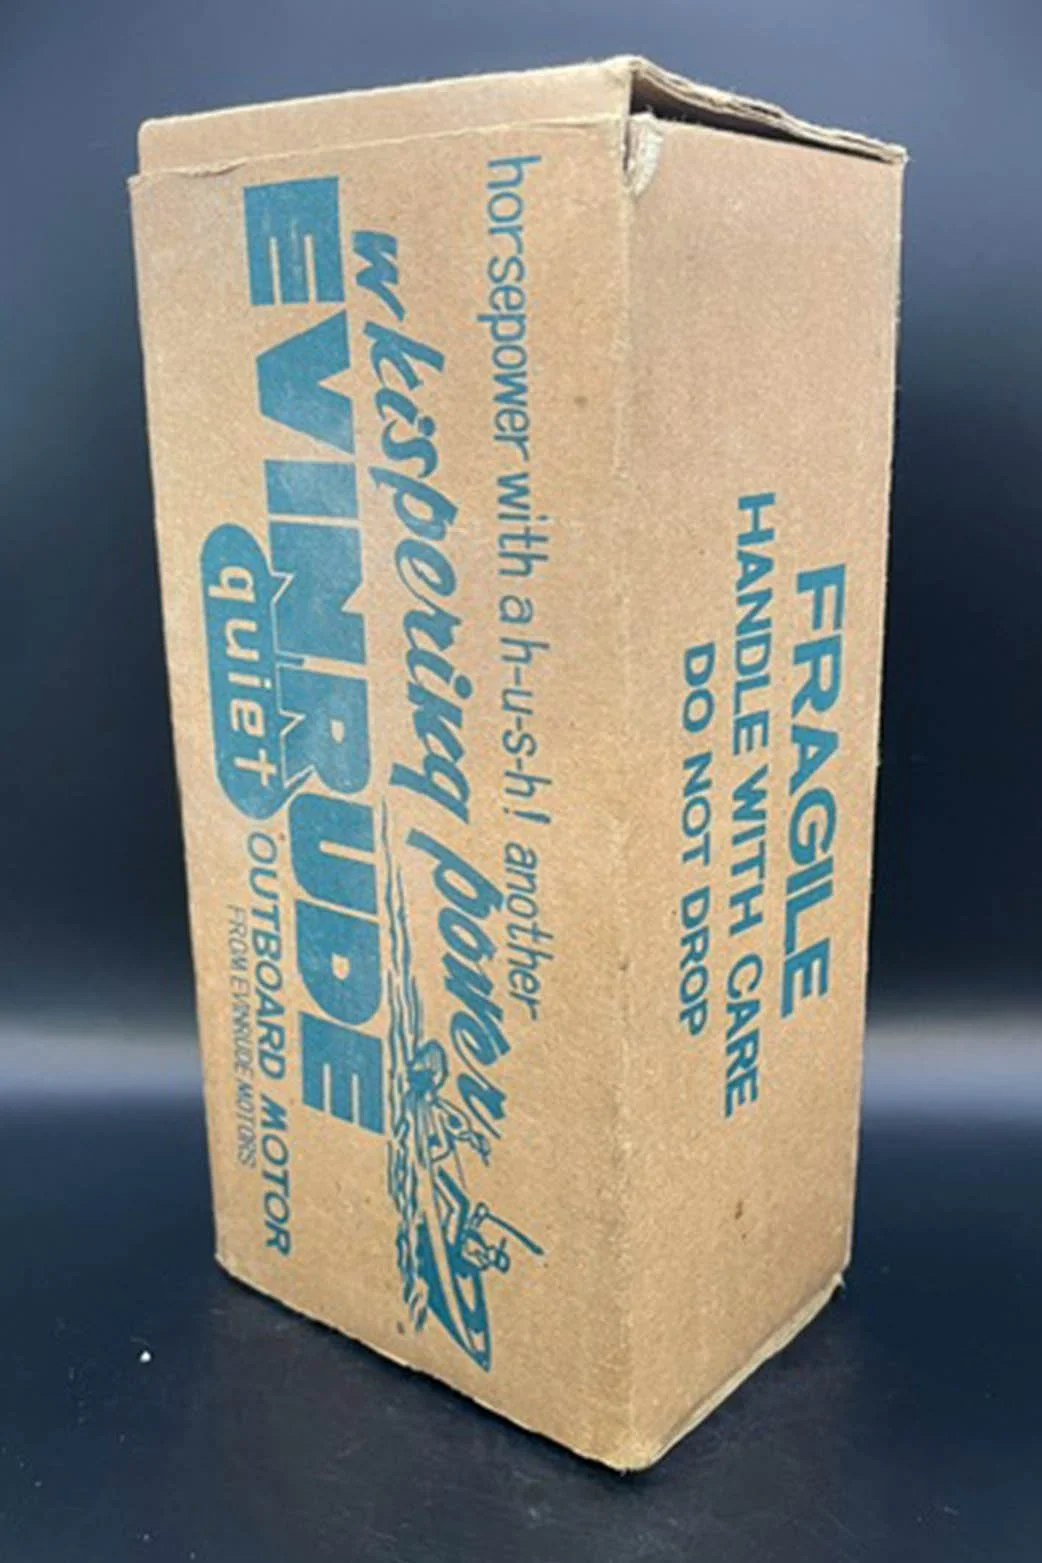 horsepower with a h-u-s-h! another
whispering power
EVINRUDE
quiet
OUTBOARD MOTOR
FROM EVINRUDE MOTORS
FRAGILE
HANDLE WITH CARE
DO NOT DROP